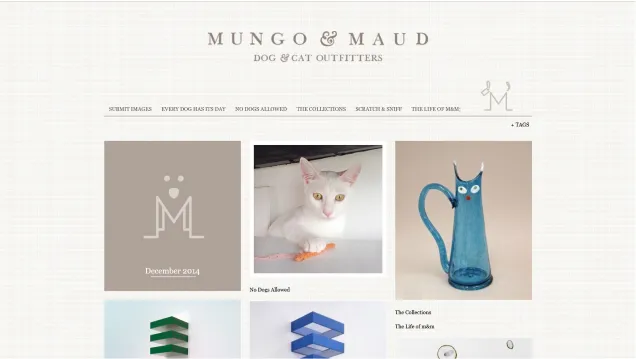 MUNGO & MAUD
DOG & CAT OUTFITTERS
SUBMIT IMAGES EVERY DOG HAS ITS DAY NO DOGS ALLOWED THE COLLECTIONS SCRATCH & SNIFF THE LIFE OF M&M;
+ TAGS
December 2014
No Dogs Allowed
The Collections
The Life of m&m